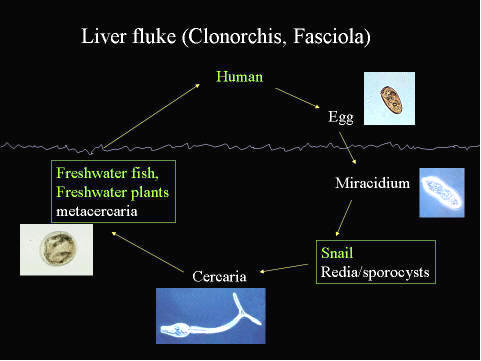 Liver fluke (Clonorchis, Fasciola)
Human
Egg
Miracidium
Snail
Redia/sporocysts
Cercaria
Freshwater fish,
Freshwater plants
metacercaria